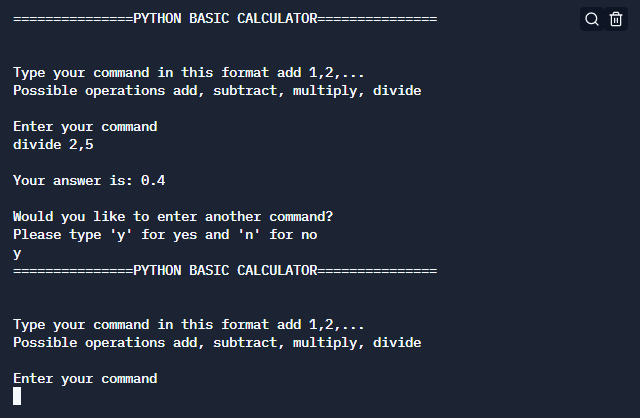 ===============PYTHON BASIC CALCULATOR===============
Type your command in this format add 1,2,...
Possible operations add, subtract, multiply, divide
Enter your command
divide 2,5
Your answer is: 0.4
Would you like to enter another command?
Please type 'y' for yes and 'n' for no
y
===============PYTHON BASIC CALCULATOR===============
Type your command in this format add 1,2,...
Possible operations add, subtract, multiply, divide
Enter your command